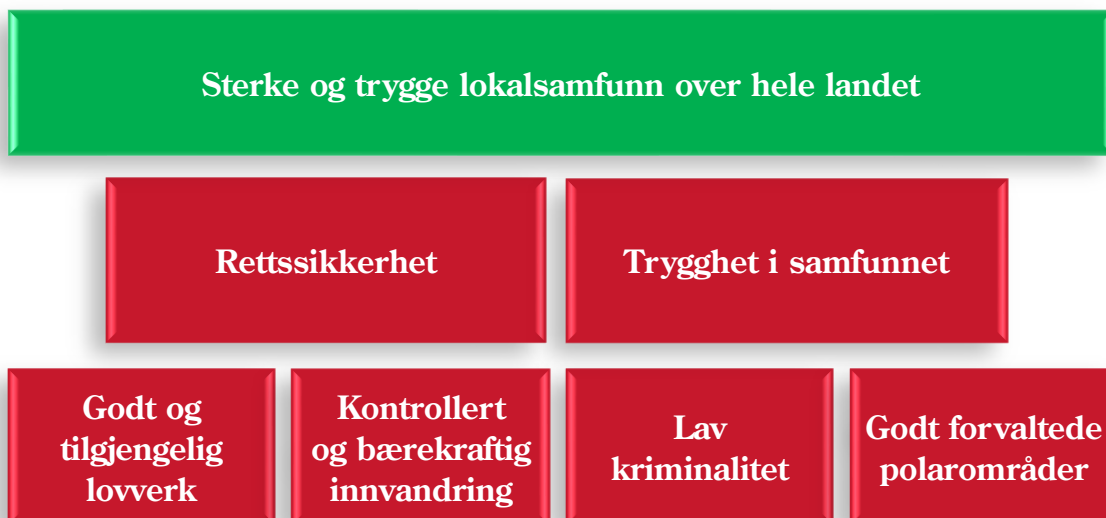 Sterke og trygge lokalsamfunn over hele landet
Rettssikkerhet
Trygghet i samfunnet
Godt og
tilgjengelig
lovverk
Kontrollert
og bærekraftig
innvandring
Lav
kriminalitet
Godt forvaltede
polarområder